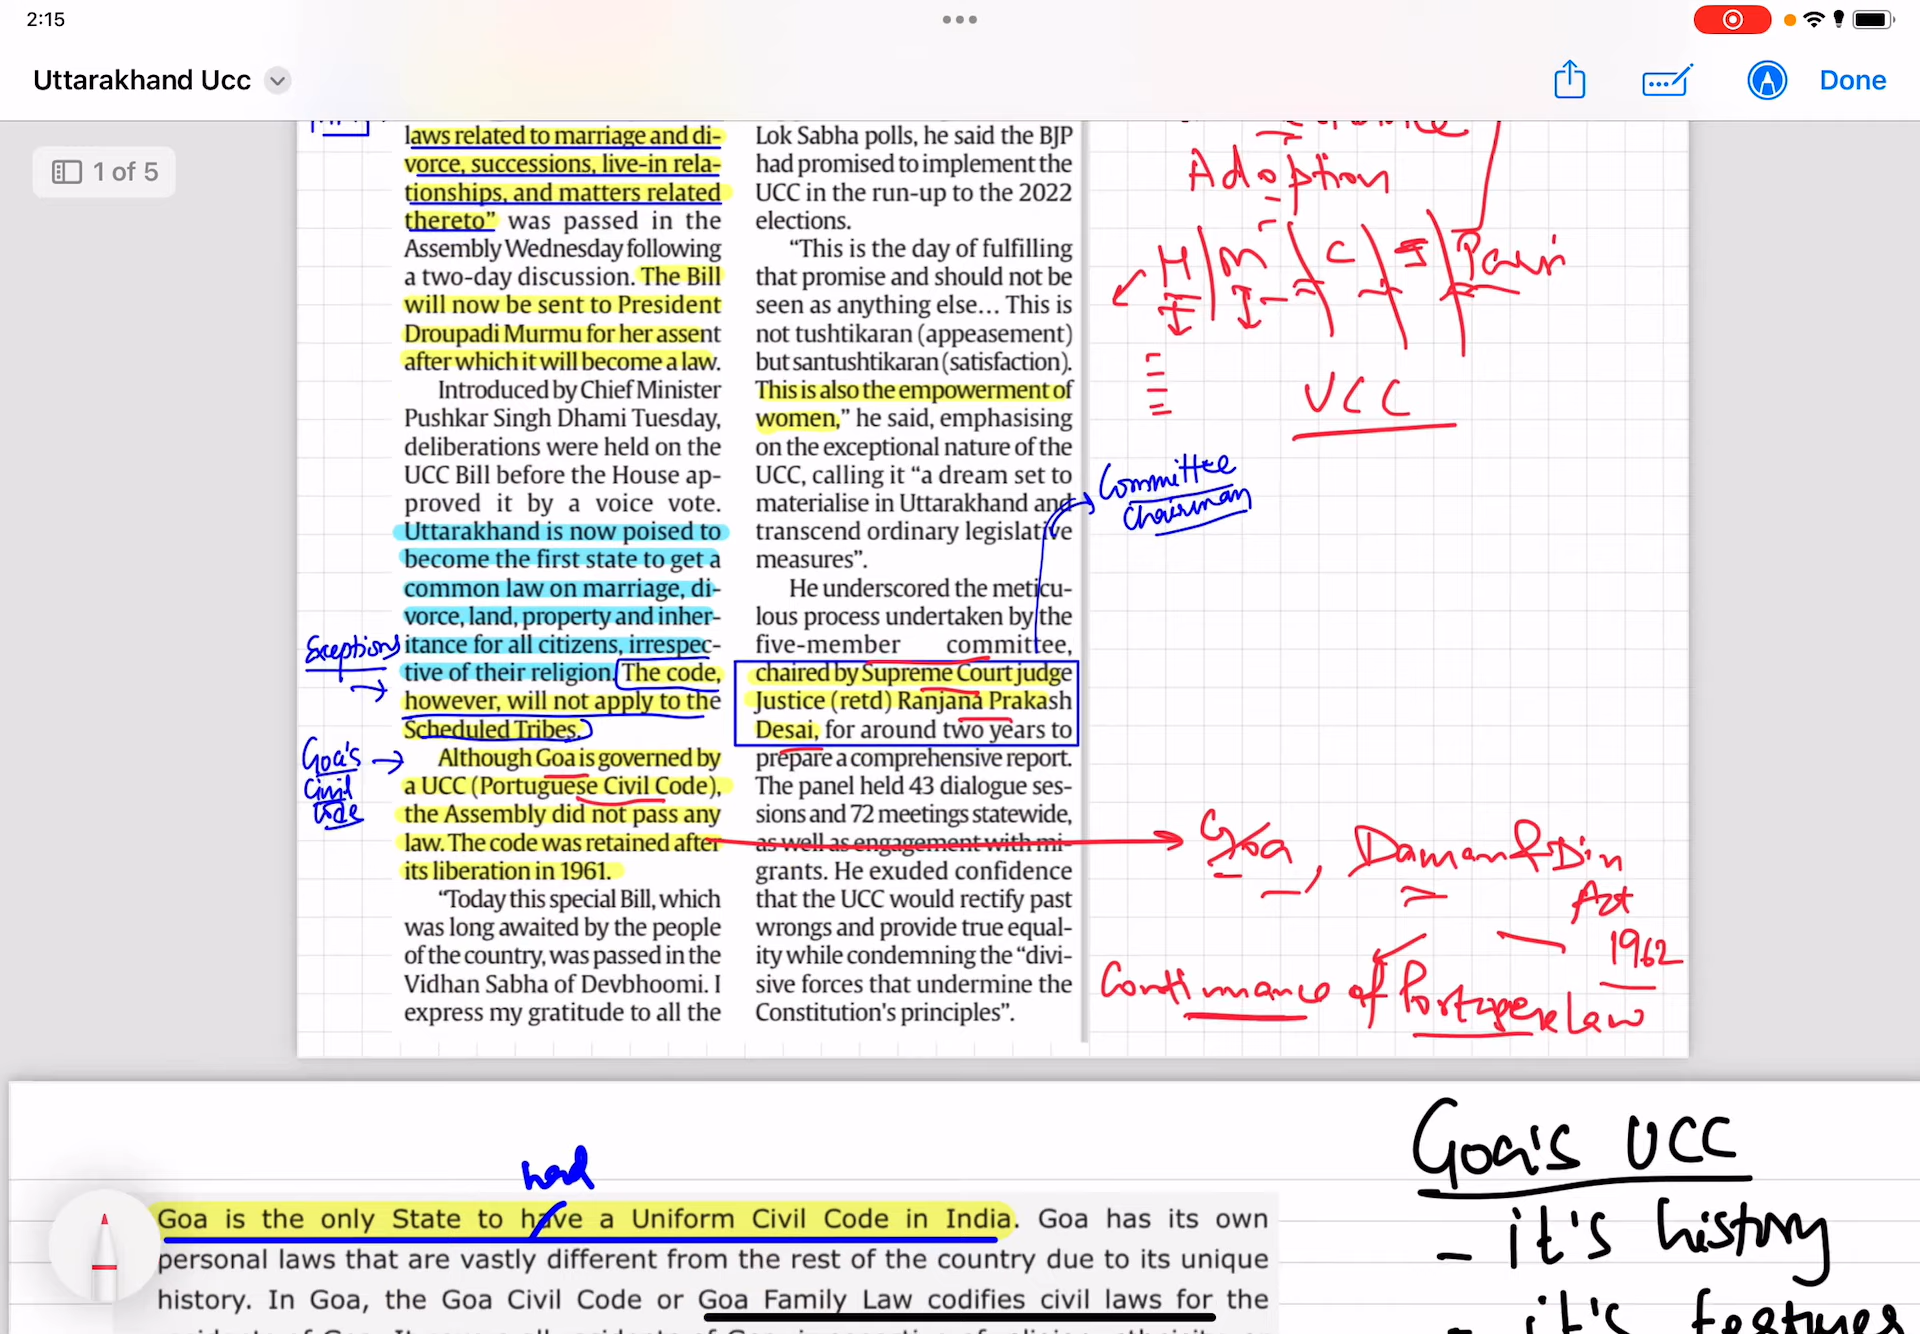 2:15
Uttarakhand Ucc
Done
1 of 5
laws related to marriage and di-
vorce, successions, live-in rela-
tionships, and matters related
thereto” was passed in the
Assembly Wednesday following
a two-day discussion. The Bill
will now be sent to President
Droupadi Murmu for her assent
after which it will become a law.
Introduced by Chief Minister
Pushkar Singh Dhami Tuesday,
deliberations were held on the
UCC Bill before the House ap-
proved it by a voice vote.
Uttarakhand is now poised to
become the first state to get a
common law on marriage, di-
vorce, land, property and inher-
itance for all citizens, irrespec-
tive of their religion. The code,
however, will not apply to the
Scheduled Tribes.
Although Goa is governed by
a UCC (Portuguese Civil Code),
the Assembly did not pass any
law. The code was retained after
its liberation in 1961.
“Today this special Bill, which
was long awaited by the people
of the country, was passed in the
Vidhan Sabha of Devbhoomi. I
express my gratitude to all the
Exceptions
Goa's
Civil
Code
Lok Sabha polls, he said the BJP
had promised to implement the
UCC in the run-up to the 2022
elections.
“This is the day of fulfilling
that promise and should not be
seen as anything else... This is
not tushtikaran (appeasement)
but santushtikaran (satisfaction).
This is also the empowerment of
women,” he said, emphasising
on the exceptional nature of the
UCC, calling it “a dream set to
materialise in Uttarakhand and
transcend ordinary legislative
measures”.
He underscored the meticu-
lous process undertaken by the
five-member committee,
chaired by Supreme Court judge
Justice (retd) Ranjana Prakash
Desai, for around two years to
prepare a comprehensive report.
The panel held 43 dialogue ses-
sions and 72 meetings statewide,
as well as engagement with mi-
grants. He exuded confidence
that the UCC would rectify past
wrongs and provide true equal-
ity while condemning the “divi-
sive forces that undermine the
Constitution's principles”.
Adoption
H M C S
UCC
Committee
Chairman
Goa, Daman & Diu
Act
1962
Continuance of Portugese law
Goa's UCC
- it's history
- it's features
had
Goa is the only State to have a Uniform Civil Code in India. Goa has its own
personal laws that are vastly different from the rest of the country due to its unique
history. In Goa, the Goa Civil Code or Goa Family Law codifies civil laws for the